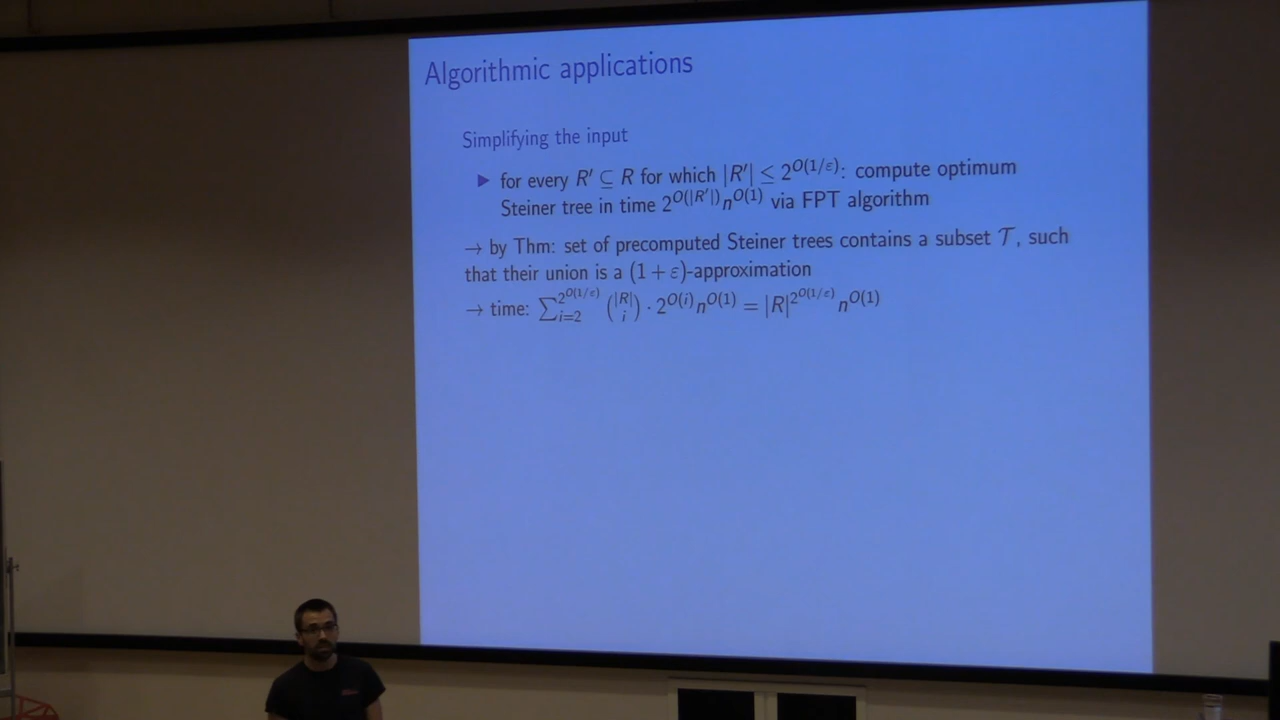 Algorithmic applications
Simplifying the input
▶ for every R′ ⊆ R for which |R′| ≤ 2^{O(1/ε)}: compute optimum
Steiner tree in time 2^{O(|R′|)} n^{O(1)} via FPT algorithm
→ by Thm: set of precomputed Steiner trees contains a subset 𝒯, such
that their union is a (1 + ε)-approximation
→ time: ∑_{i=2}^{2^{O(1/ε)}} \binom{|R|}{i} · 2^{O(i)} n^{O(1)} = |R|^{2^{O(1/ε)}} n^{O(1)}